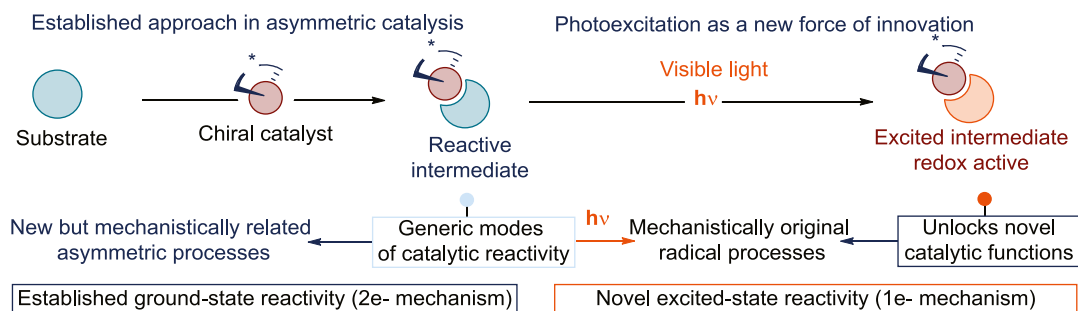 Established approach in asymmetric catalysis
Photoexcitation as a new force of innovation
*
*
*
Visible light
hν
Substrate
Chiral catalyst
Reactive
intermediate
Excited intermediate
redox active
New but mechanistically related
asymmetric processes
Generic modes
of catalytic reactivity
hν
Mechanistically original
radical processes
Unlocks novel
catalytic functions
Established ground-state reactivity (2e- mechanism)
Novel excited-state reactivity (1e- mechanism)